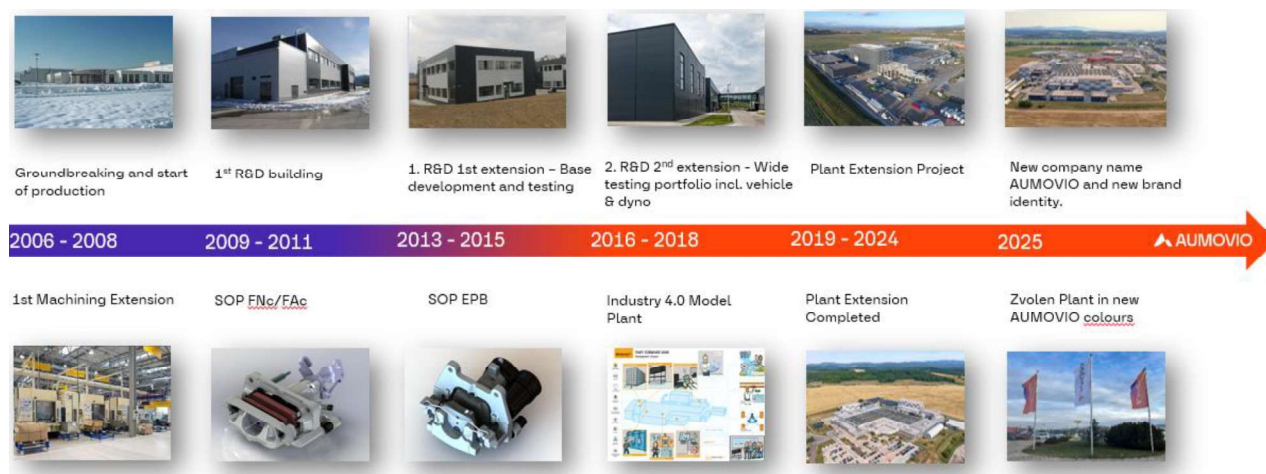 Groundbreaking and start
of production
1st R&D building
1. R&D 1st extension – Base
development and testing
2. R&D 2nd extension - Wide
testing portfolio incl. vehicle
& dyno
Plant Extension Project
New company name
AUMOVIO and new brand
identity.
2006 - 2008
2009 - 2011
2013 - 2015
2016 - 2018
2019 - 2024
2025
AUMOVIO
1st Machining Extension
SOP FNc/FAc
SOP EPB
Industry 4.0 Model
Plant
Plant Extension
Completed
Zvolen Plant in new
AUMOVIO colours